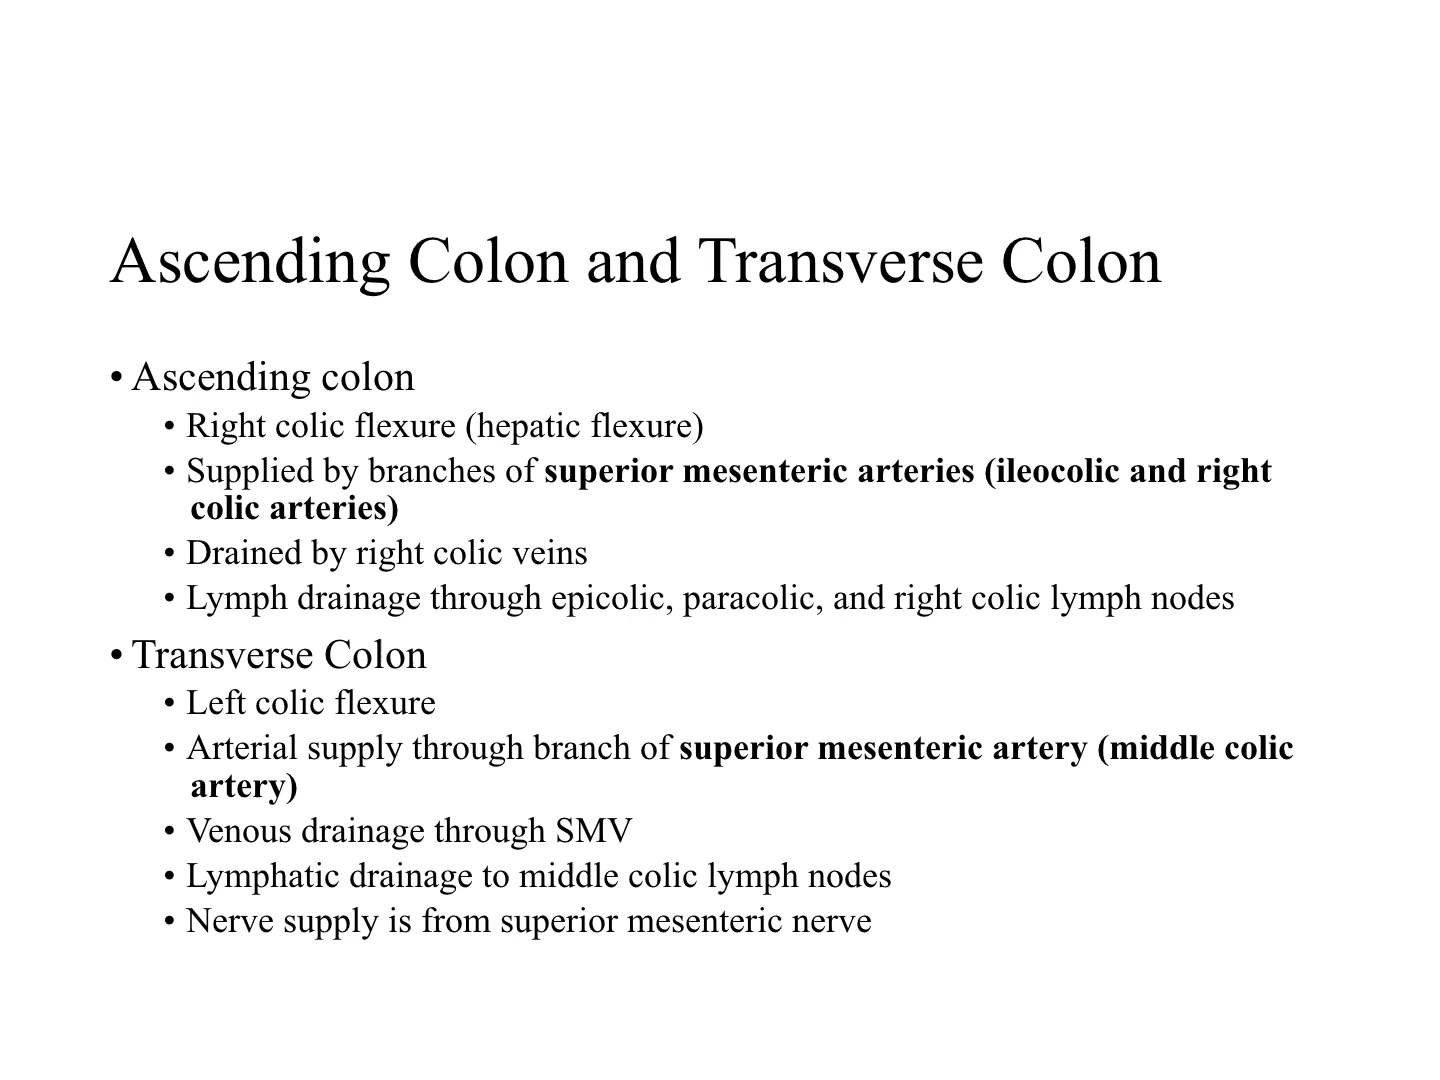 Ascending Colon and Transverse Colon
• Ascending colon
• Right colic flexure (hepatic flexure)
• Supplied by branches of superior mesenteric arteries (ileocolic and right
colic arteries)
• Drained by right colic veins
• Lymph drainage through epicolic, paracolic, and right colic lymph nodes
• Transverse Colon
• Left colic flexure
• Arterial supply through branch of superior mesenteric artery (middle colic
artery)
• Venous drainage through SMV
• Lymphatic drainage to middle colic lymph nodes
• Nerve supply is from superior mesenteric nerve